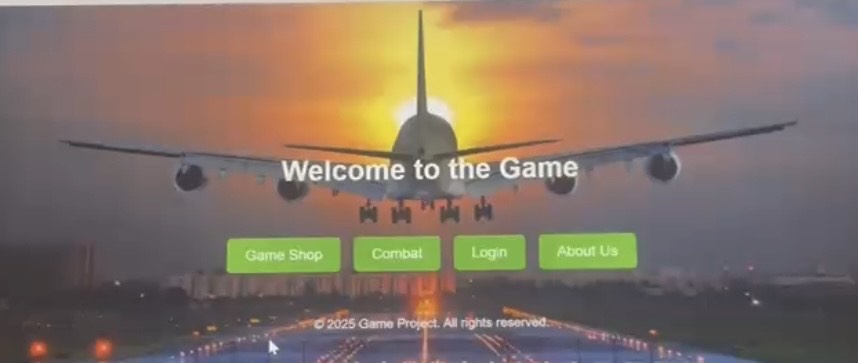 Welcome to the Game
Game Shop Combat Login About Us
© 2025 Game Project. All rights reserved.